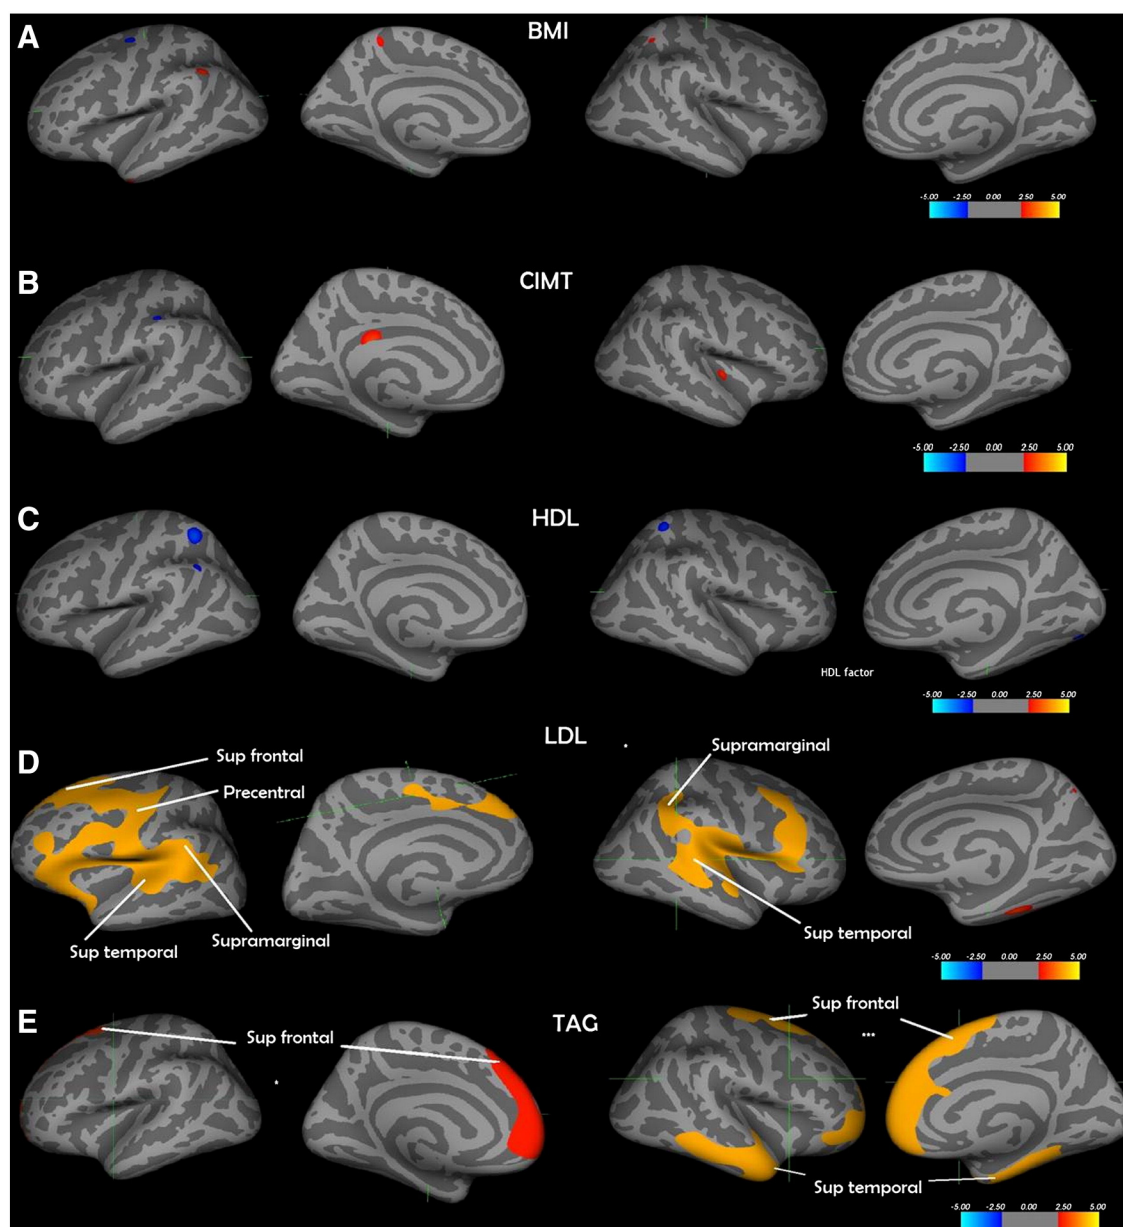 A
BMI
-5.00 -2.50 0.00 2.50 5.00
B
CIMT
-5.00 -2.50 0.00 2.50 5.00
C
HDL
HDL factor
-5.00 -2.50 0.00 2.50 5.00
D
LDL
*
Sup frontal
Supramarginal
Precentral
Sup temporal
Supramarginal
Sup temporal
-5.00 -2.50 0.00 2.50 5.00
E
TAG
Sup frontal
Sup frontal
*
***
Sup temporal
-5.00 -2.50 0.00 2.50 5.00